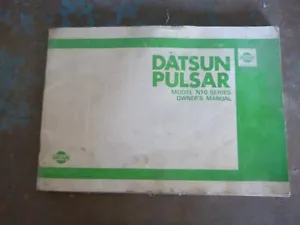 DATSUN
PULSAR
MODEL N10 SERIES
OWNER'S MANUAL